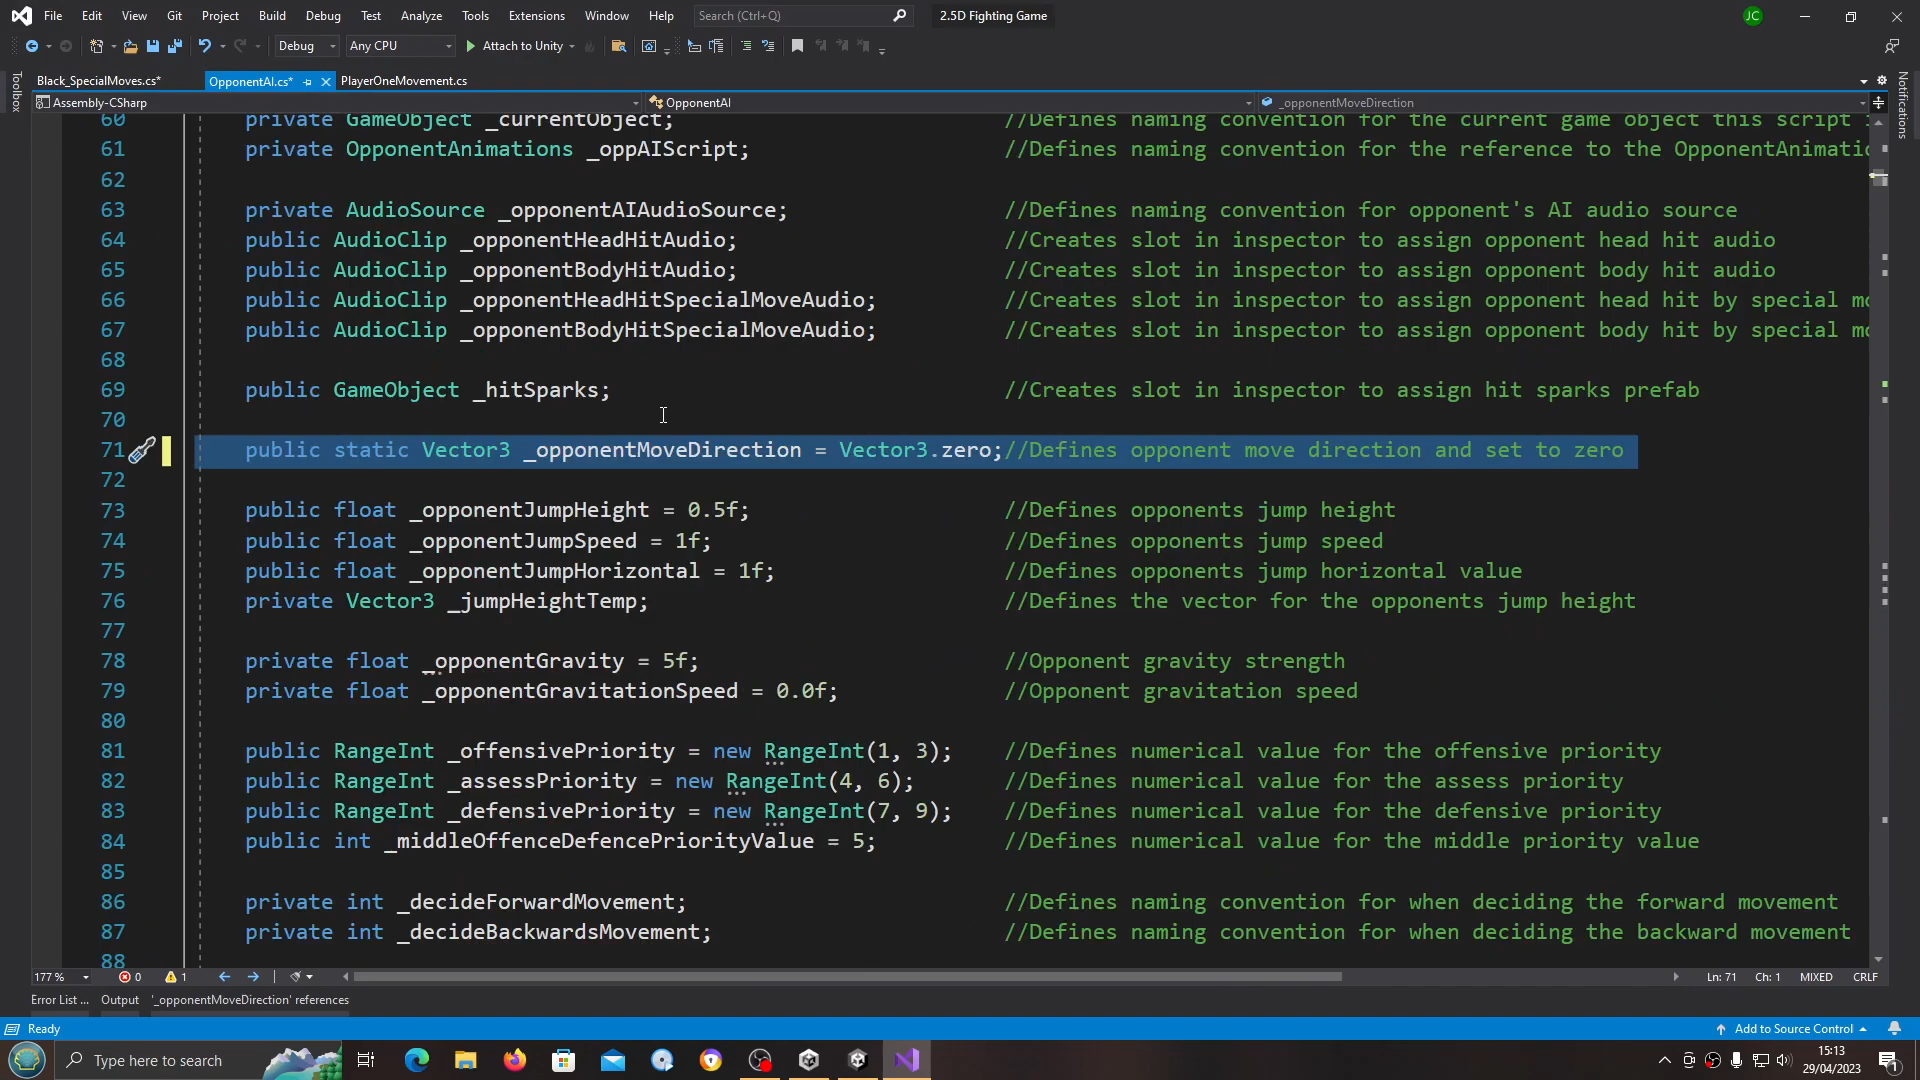 File Edit View Git Project Build Debug Test Analyze Tools Extensions Window Help Search (Ctrl+Q) 2.5D Fighting Game JC
Debug Any CPU Attach to Unity
Toolbox
Black_SpecialMoves.cs* OpponentAI.cs* PlayerOneMovement.cs
Notifications
Assembly-CSharp OpponentAI _opponentMoveDirection
60 private GameObject _currentObject; //Defines naming convention for the current game object this script
61 private OpponentAnimations _oppAIScript; //Defines naming convention for the reference to the OpponentAnimatio
62
63 private AudioSource _opponentAIAudioSource; //Defines naming convention for opponent's AI audio source
64 public AudioClip _opponentHeadHitAudio; //Creates slot in inspector to assign opponent head hit audio
65 public AudioClip _opponentBodyHitAudio; //Creates slot in inspector to assign opponent body hit audio
66 public AudioClip _opponentHeadHitSpecialMoveAudio; //Creates slot in inspector to assign opponent head hit by special mo
67 public AudioClip _opponentBodyHitSpecialMoveAudio; //Creates slot in inspector to assign opponent body hit by special mo
68
69 public GameObject _hitSparks; //Creates slot in inspector to assign hit sparks prefab
70
71 public static Vector3 _opponentMoveDirection = Vector3.zero;//Defines opponent move direction and set to zero
72
73 public float _opponentJumpHeight = 0.5f; //Defines opponents jump height
74 public float _opponentJumpSpeed = 1f; //Defines opponents jump speed
75 public float _opponentJumpHorizontal = 1f; //Defines opponents jump horizontal value
76 private Vector3 _jumpHeightTemp; //Defines the vector for the opponents jump height
77
78 private float _opponentGravity = 5f; //Opponent gravity strength
79 private float _opponentGravitationSpeed = 0.0f; //Opponent gravitation speed
80
81 public RangeInt _offensivePriority = new RangeInt(1, 3); //Defines numerical value for the offensive priority
82 public RangeInt _assessPriority = new RangeInt(4, 6); //Defines numerical value for the assess priority
83 public RangeInt _defensivePriority = new RangeInt(7, 9); //Defines numerical value for the defensive priority
84 public int _middleOffenceDefencePriorityValue = 5; //Defines numerical value for the middle priority value
85
86 private int _decideForwardMovement; //Defines naming convention for when deciding the forward movement
87 private int _decideBackwardsMovement; //Defines naming convention for when deciding the backward movement
88
177 % 0 1 Ln: 71 Ch: 1 MIXED CRLF
Error List ... Output '_opponentMoveDirection' references
Ready Add to Source Control
Type here to search 15:13
29/04/2023 1